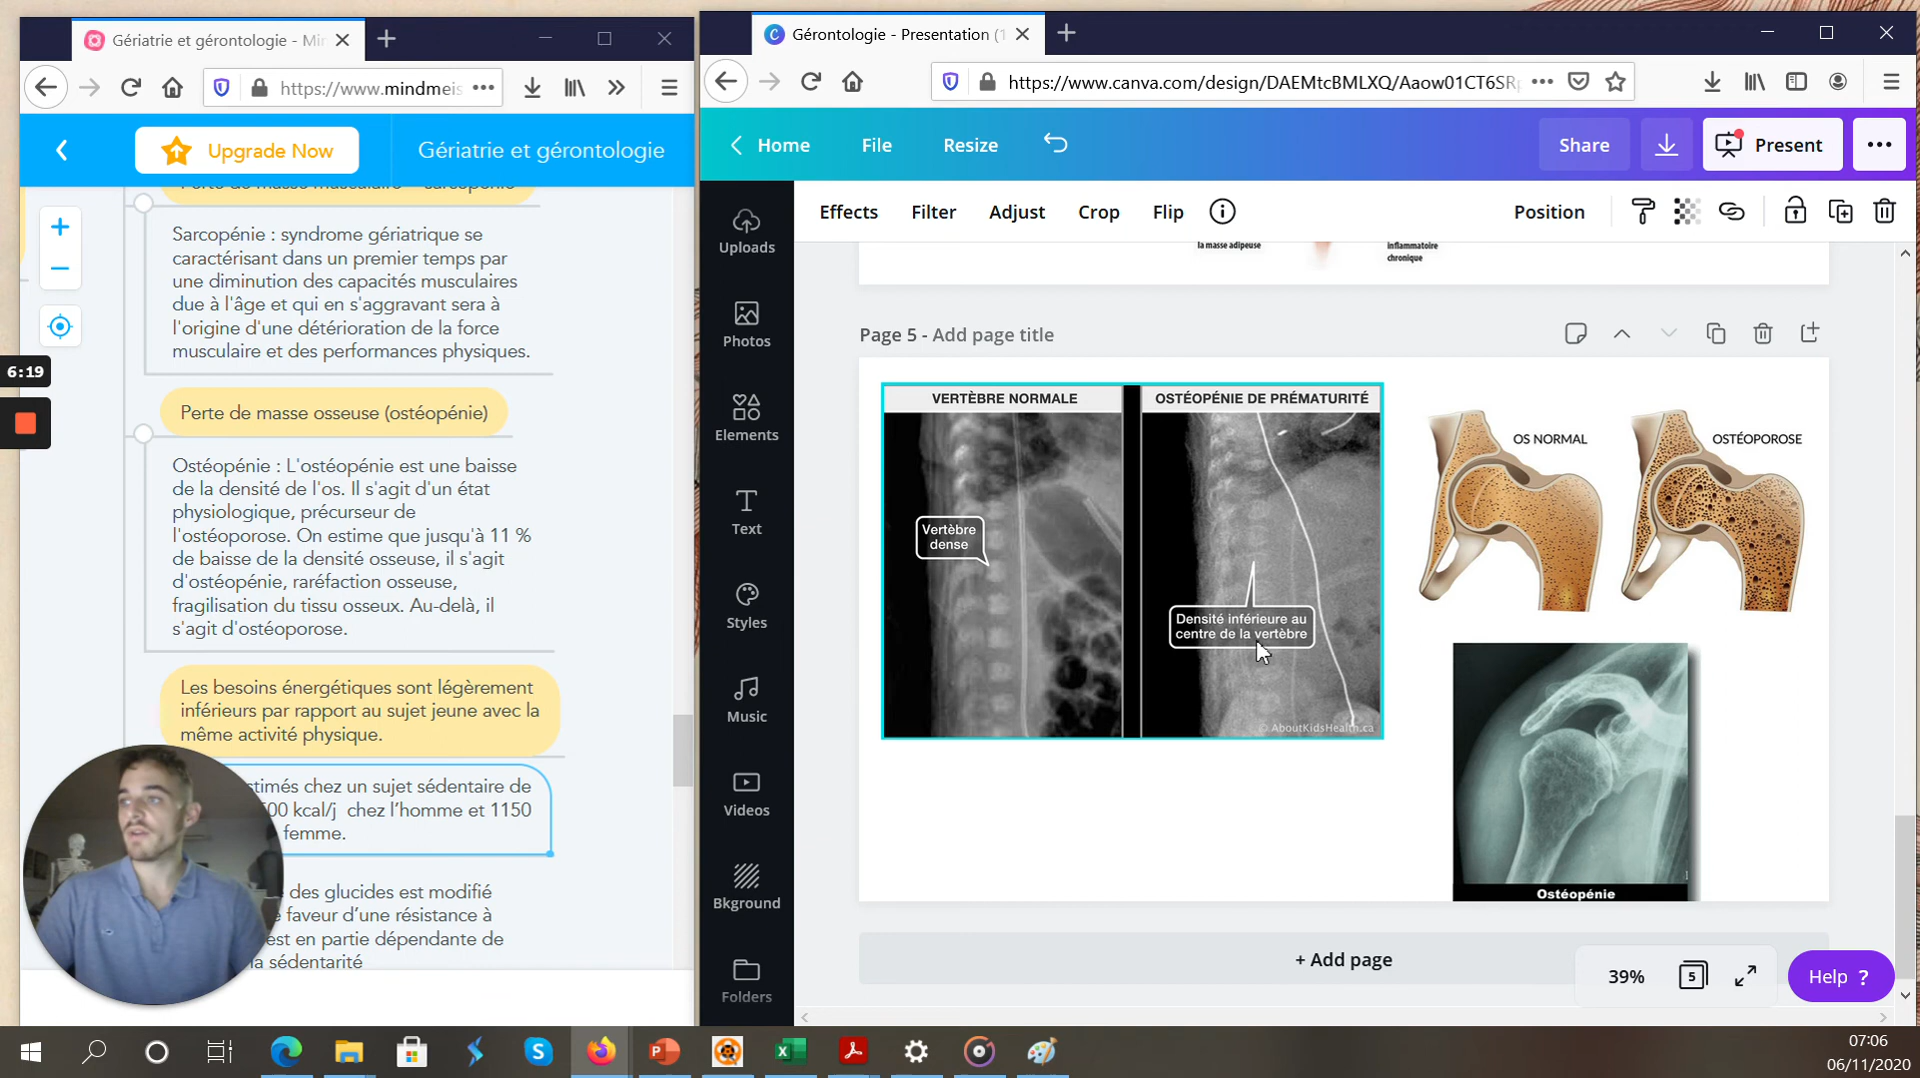 Gériatrie et gérontologie - Mi
https://www.mindmeis
Upgrade Now
Gériatrie et gérontologie
Sarcopénie : syndrome gériatrique se
caractérisant dans un premier temps par
une diminution des capacités musculaires
due à l'âge et qui en s'aggravant sera à
l'origine d'une détérioration de la force
musculaire et des performances physiques.
6:19
Perte de masse osseuse (ostéopénie)
Ostéopénie : L'ostéopénie est une baisse
de la densité de l'os. Il s'agit d'un état
physiologique, précurseur de
l'ostéoporose. On estime que jusqu'à 11 %
de baisse de la densité osseuse, il s'agit
d'ostéopénie, raréfaction osseuse,
fragilisation du tissu osseux. Au-delà, il
s'agit d'ostéoporose.
Les besoins énergétiques sont légèrement
inférieurs par rapport au sujet jeune avec la
même activité physique.
stimés chez un sujet sédentaire de
00 kcal/j chez l'homme et 1150
femme.
des glucides est modifié
faveur d'une résistance à
est en partie dépendante de
la sédentarité
Gérontologie - Presentation (1
https://www.canva.com/design/DAEMtcBMLXQ/Aaow01CT6SR
Home
File
Resize
Share
Present
Effects
Filter
Adjust
Crop
Flip
Position
Uploads
Photos
Elements
Text
Styles
Music
Videos
Bkground
Folders
la masse adipeuse
inflammatoire
chronique
Page 5 - Add page title
VERTÈBRE NORMALE
OSTÉOPÉNIE DE PRÉMATURITÉ
Vertèbre
dense
Densité inférieure au
centre de la vertèbre
© AboutKidsHealth.ca
OS NORMAL
OSTÉOPOROSE
Ostéopénie
+ Add page
39%
5
Help ?
07:06
06/11/2020